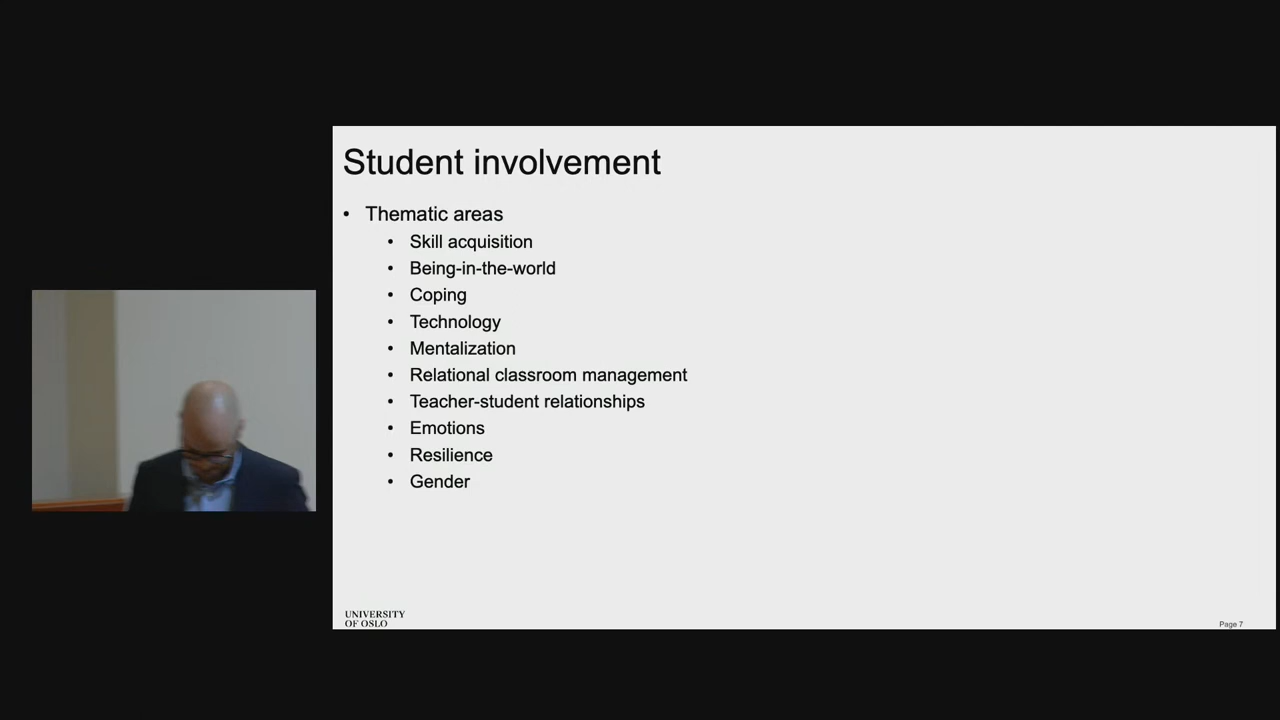 Student involvement
• Thematic areas
• Skill acquisition
• Being-in-the-world
• Coping
• Technology
• Mentalization
• Relational classroom management
• Teacher-student relationships
• Emotions
• Resilience
• Gender
UNIVERSITY
OF OSLO
Page 7